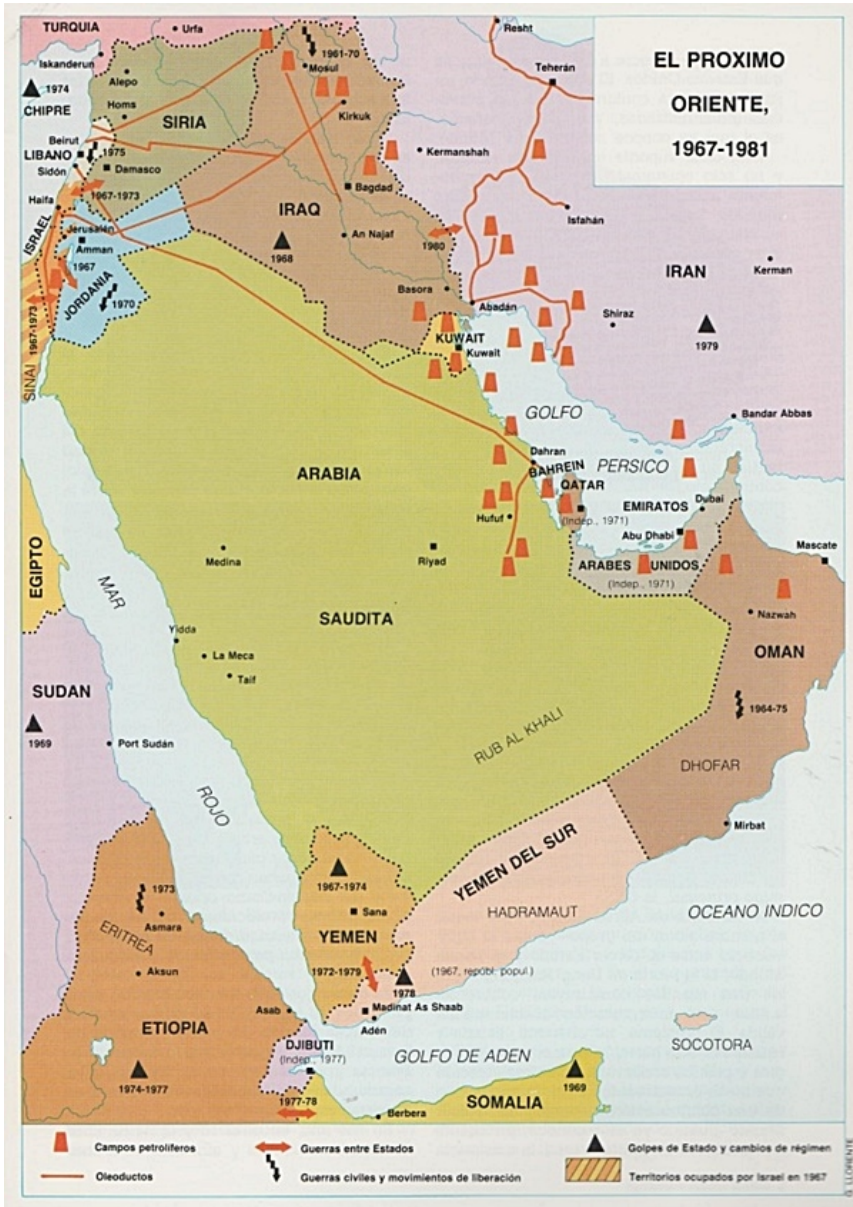 EL PROXIMO
ORIENTE,
1967-1981
TURQUIA
Urfa
Iskanderun
Alepo
1974
CHIPRE
Homs
SIRIA
Beirut
LIBANO
1975
Sidón
Damasco
1967-1973
Haifa
ISRAEL
Jerusalén
Amman
1967
JORDANIA
1970
1967-1973
SINAI
1961-70
Mosul
Kirkuk
Bagdad
IRAQ
An Najaf
1968
1980
Basora
Resht
Teherán
Kermanshah
Isfahán
IRAN
Kerman
Abadán
Shiraz
1979
KUWAIT
Kuwait
GOLFO
PERSICO
Bandar Abbas
Dahran
BAHREIN
QATAR
(Indep., 1971)
Hufuf
EMIRATOS
Dubai
Abu Dhabi
ARABES UNIDOS
(Indep., 1971)
Mascate
Nazwah
OMAN
1964-75
DHOFAR
Mirbat
ARABIA
SAUDITA
Medina
Riyad
Yidda
La Meca
Taif
RUB AL KHALI
EGIPTO
MAR
ROJO
SUDAN
1969
Port Sudán
1967-1974
Sana
YEMEN
1972-1979
YEMEN DEL SUR
HADRAMAUT
(1967, repúbl. popul.)
1978
Madinat As Shaab
Adén
OCEANO INDICO
SOCOTORA
GOLFO DE ADEN
1973
Asmara
ERITREA
Aksun
ETIOPIA
1974-1977
Asab
DJIBUTI
(Indep., 1977)
1977-78
Berbera
SOMALIA
1969
Campos petrolíferos
Guerras entre Estados
Golpes de Estado y cambios de régimen
Oleoductos
Guerras civiles y movimientos de liberación
Territorios ocupados por Israel en 1967
G. LLORENTE